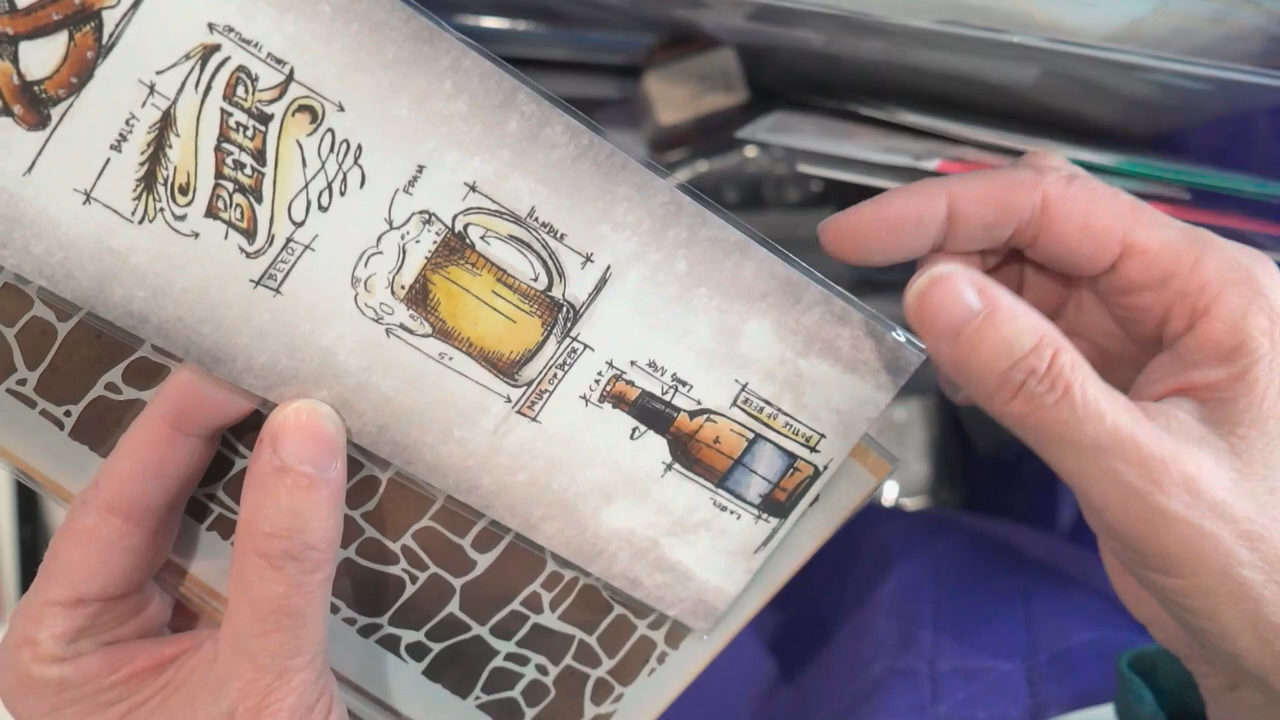 OPTIONAL FONT
BARLEY
BEER
BEER
FOAM
HANDLE
5"
MUG OF BEER
CAP
LONG NECK
BOTTLE OF BEER
LABEL